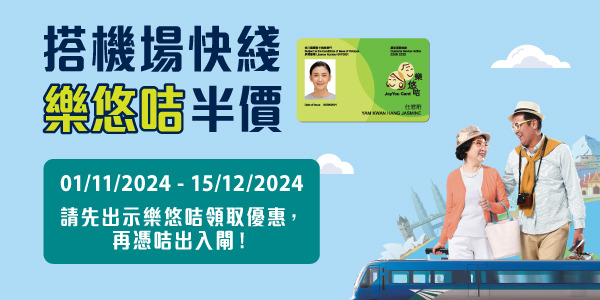 搭機場快綫
樂悠咭半價
01/11/2024 - 15/12/2024
請先出示樂悠咭領取優惠，
再憑咭出入閘！
樂悠咭
JoyYou Card
任恩珩
YAM KWAN HANG JASMINE